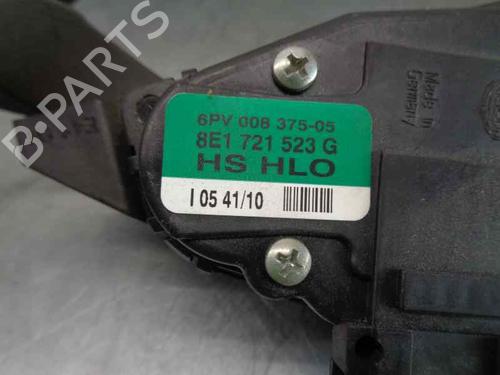 B-PARTS
Made in
Germany
6PV 008 375-05
8E1 721 523 G
HS HLO
I 05 41/10